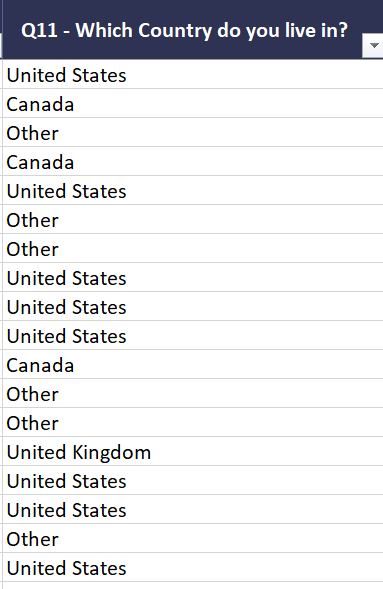 Q11 - Which Country do you live in?
United States
Canada
Other
Canada
United States
Other
Other
United States
United States
United States
Canada
Other
Other
United Kingdom
United States
United States
Other
United States